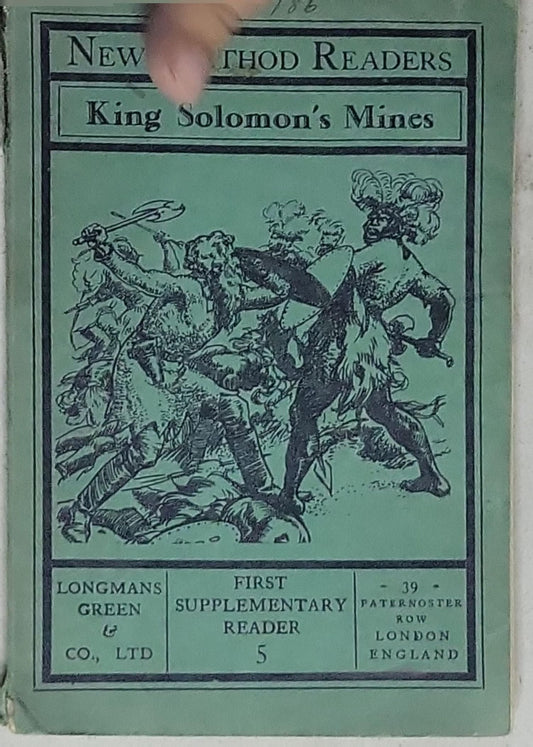 186
NEW THOD READERS
King Solomon's Mines
LONGMANS
GREEN
&
CO., LTD
FIRST
SUPPLEMENTARY
READER
5
- 39 -
PATERNOSTER
ROW
LONDON
ENGLAND